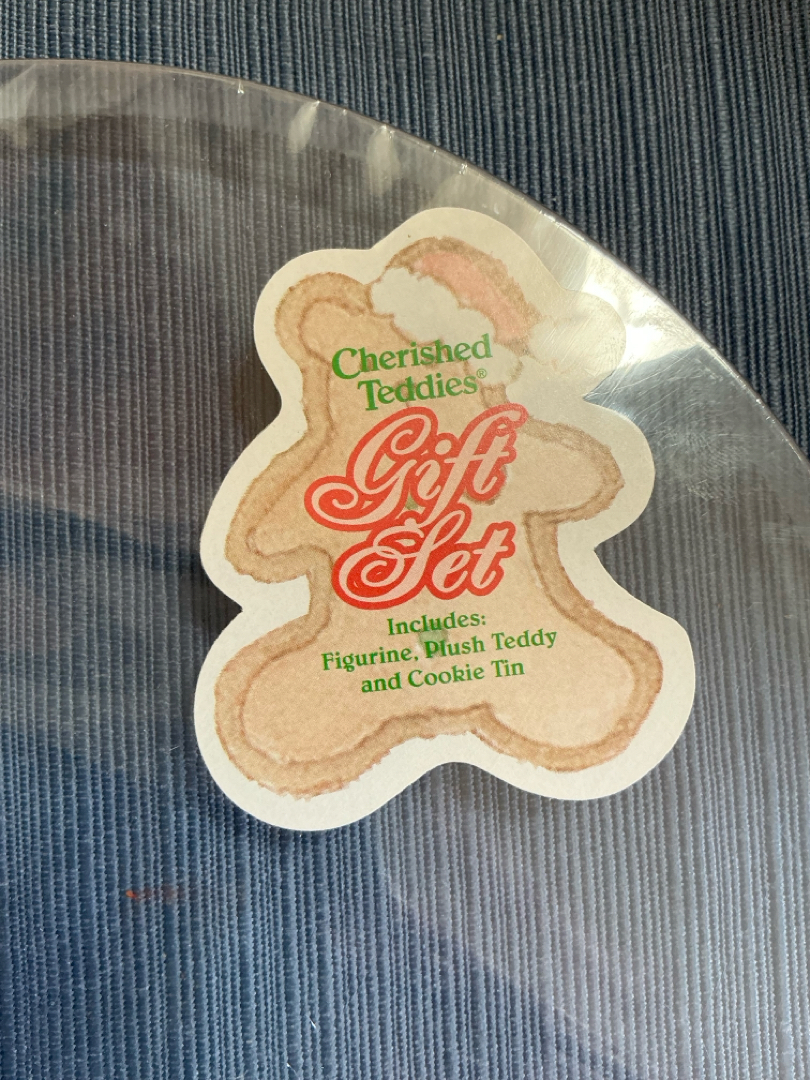 Cherished
Teddies®
Gift
Set
Includes:
Figurine, Plush Teddy
and Cookie Tin